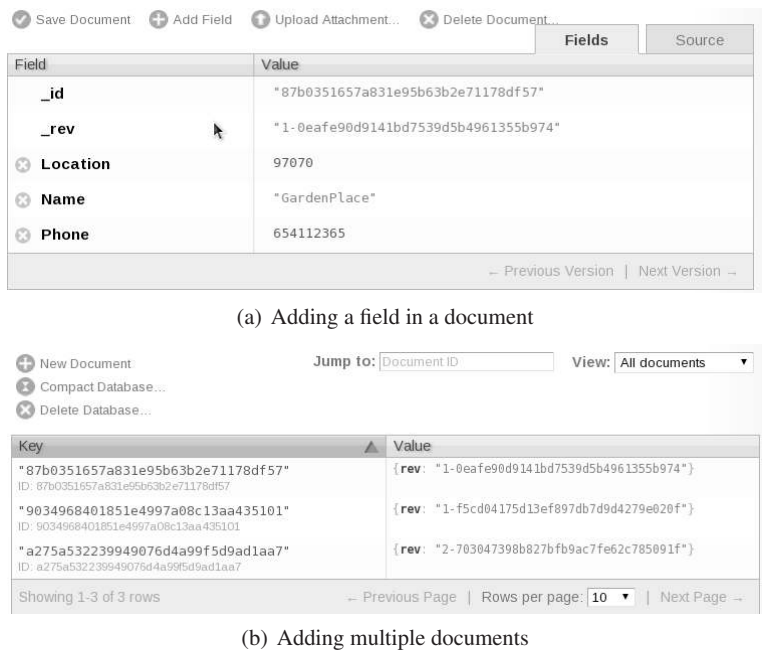 Save Document Add Field Upload Attachment... Delete Document...
Fields Source
Field Value
_id "87b0351657a831e95b63b2e71178df57"
_rev "1-0eafe90d9141bd7539d5b4961355b974"
Location 97070
Name "GardenPlace"
Phone 654112365
← Previous Version | Next Version →
(a) Adding a field in a document
New Document Jump to: Document ID View: All documents
Compact Database...
Delete Database...
Key Value
"87b0351657a831e95b63b2e71178df57" {rev: "1-0eafe90d9141bd7539d5b4961355b974"}
ID: 87b0351657a831e95b63b2e71178df57
"9034968401851e4997a08c13aa435101" {rev: "1-f5cd04175d13ef897db7d9d4279e020f"}
ID: 9034968401851e4997a08c13aa435101
"a275a532239949076d4a99f5d9ad1aa7" {rev: "2-703047398b827bfb9ac7fe62c785091f"}
ID: a275a532239949076d4a99f5d9ad1aa7
Showing 1-3 of 3 rows ← Previous Page | Rows per page: 10 | Next Page →
(b) Adding multiple documents